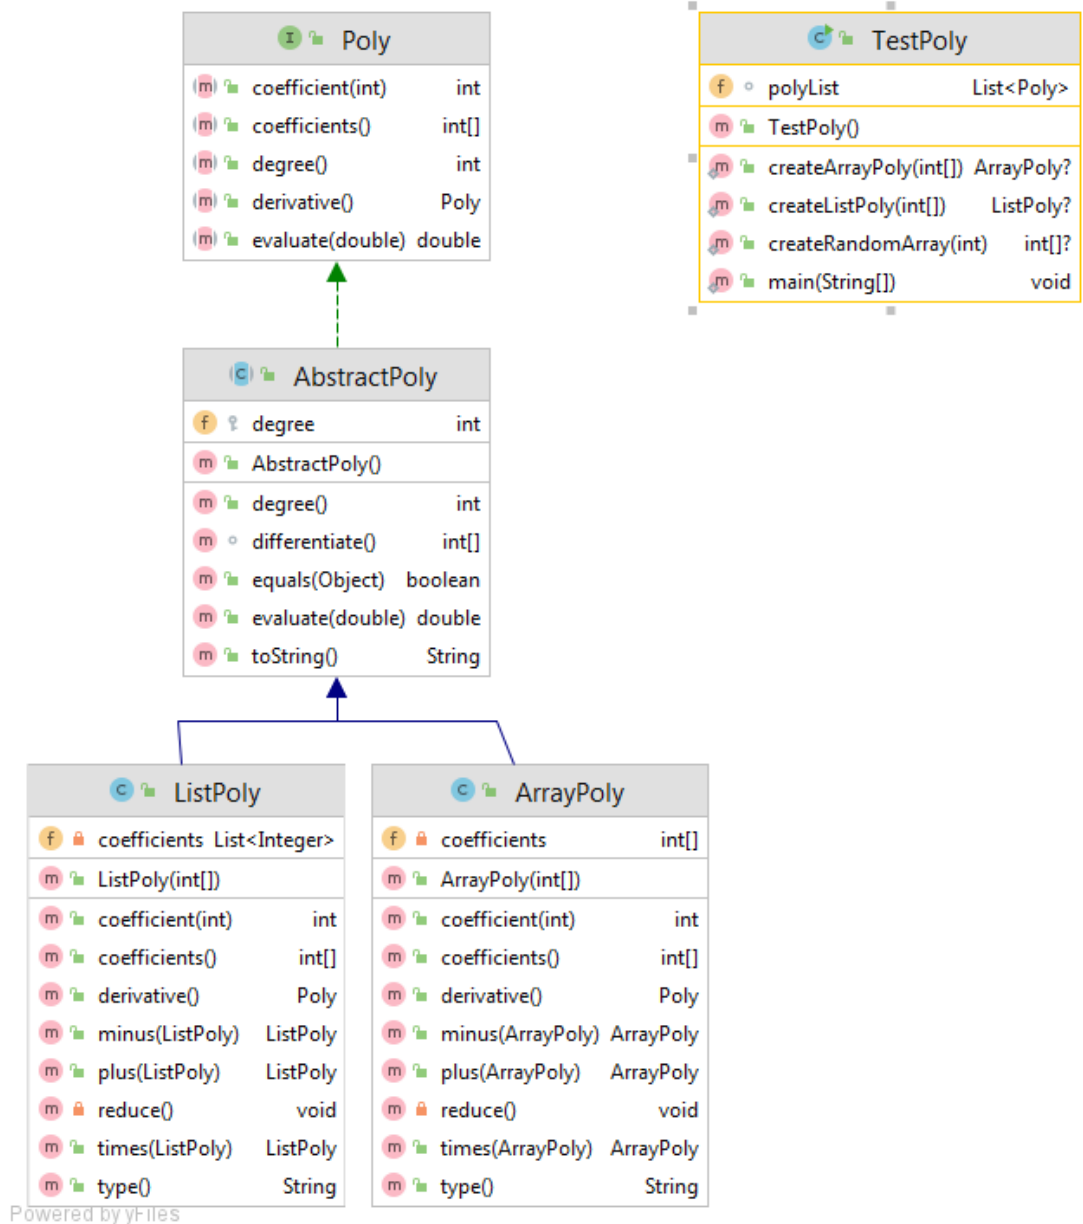 Poly
coefficient(int) int
coefficients() int[]
degree() int
derivative() Poly
evaluate(double) double
TestPoly
polyList List<Poly>
TestPoly()
createArrayPoly(int[]) ArrayPoly?
createListPoly(int[]) ListPoly?
createRandomArray(int) int[]?
main(String[]) void
AbstractPoly
degree int
AbstractPoly()
degree() int
differentiate() int[]
equals(Object) boolean
evaluate(double) double
toString() String
ListPoly
coefficients List<Integer>
ListPoly(int[])
coefficient(int) int
coefficients() int[]
derivative() Poly
minus(ListPoly) ListPoly
plus(ListPoly) ListPoly
reduce() void
times(ListPoly) ListPoly
type() String
ArrayPoly
coefficients int[]
ArrayPoly(int[])
coefficient(int) int
coefficients() int[]
derivative() Poly
minus(ArrayPoly) ArrayPoly
plus(ArrayPoly) ArrayPoly
reduce() void
times(ArrayPoly) ArrayPoly
type() String
Powered by yFiles